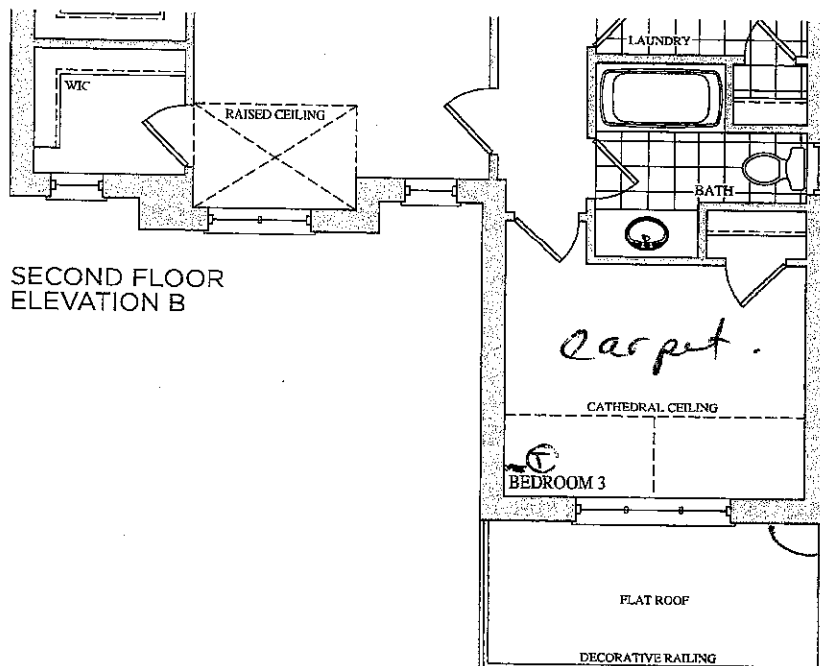 LAUNDRY
WIC
RAISED CEILING
BATH
SECOND FLOOR
ELEVATION B
carpet.
CATHEDRAL CEILING
T
BEDROOM 3
FLAT ROOF
DECORATIVE RAILING